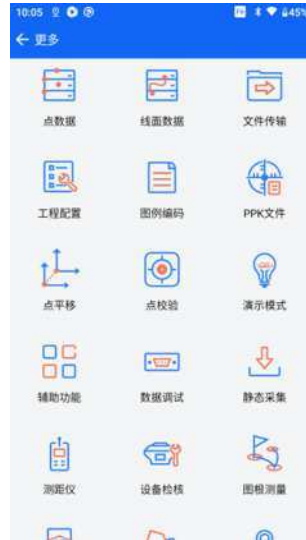 10:05 45%
更多
点数据 线面数据 文件传输
工程配置 图例编码 PPK文件
点平移 点校验 演示模式
辅助功能 数据调试 静态采集
测距仪 设备检核 图根测量